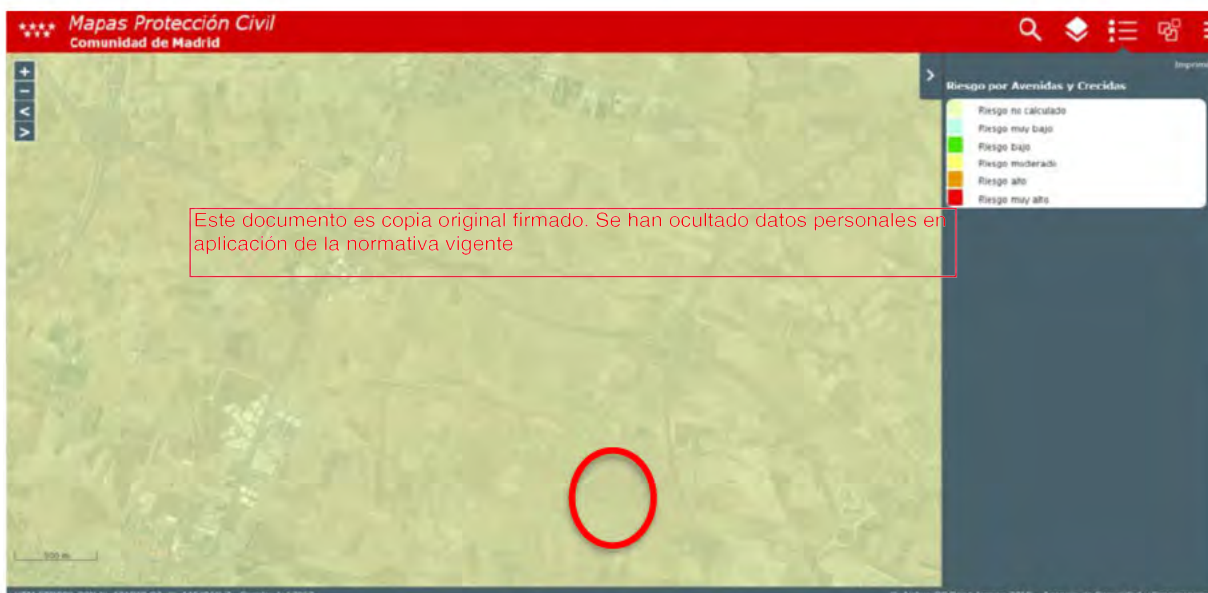 Mapas Protección Civil
Comunidad de Madrid
Riesgo por Avenidas y Crecidas
Riesgo no calculado
Riesgo muy bajo
Riesgo bajo
Riesgo moderado
Riesgo alto
Riesgo muy alto
Este documento es copia original firmado. Se han ocultado datos personales en
aplicación de la normativa vigente
500 m